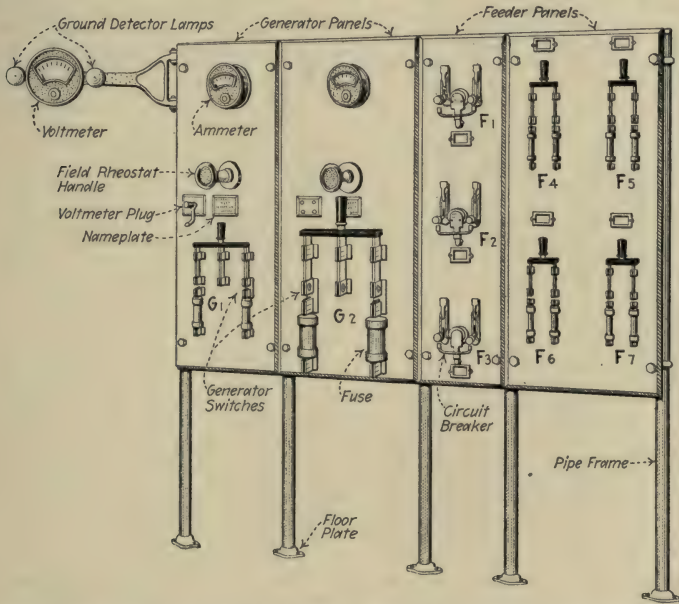 Ground Detector Lamps
Generator Panels
Feeder Panels
Voltmeter
Ammeter
Field Rheostat
Handle
Voltmeter Plug
Nameplate
F1
F2
F3
F4
F5
F6
F7
G1
G2
Generator
Switches
Fuse
Circuit
Breaker
Pipe Frame
Floor
Plate